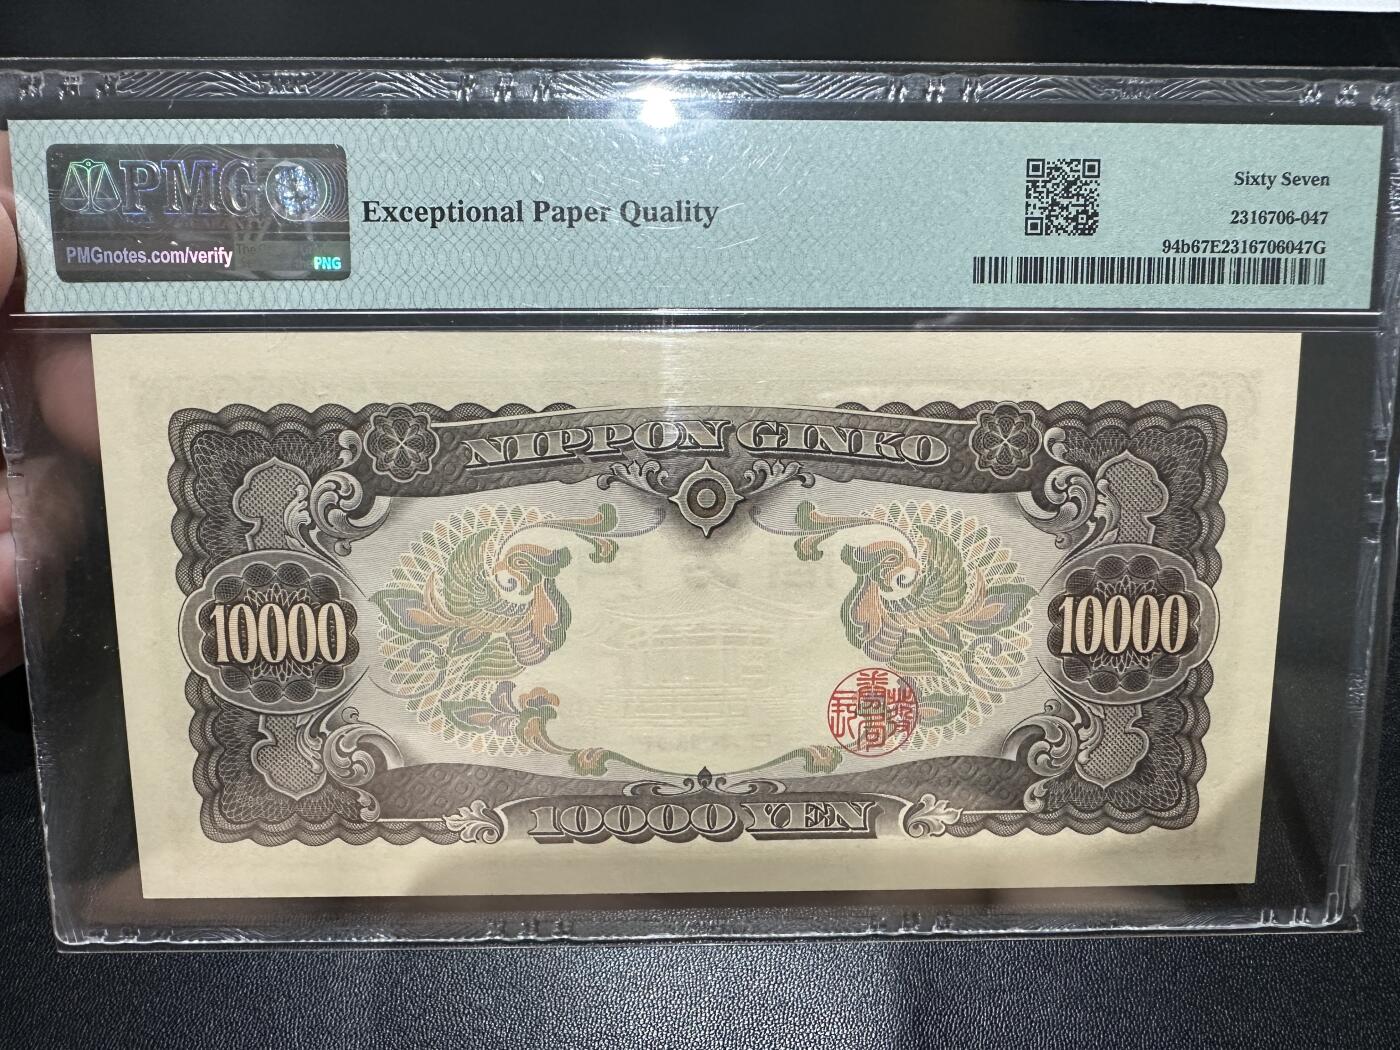 PMG
PMGnotes.com/verify
PNG
Exceptional Paper Quality
Sixty Seven
2316706-047
94b67E2316706047G
NIPPON GINKO
10000
10000
10000 YEN